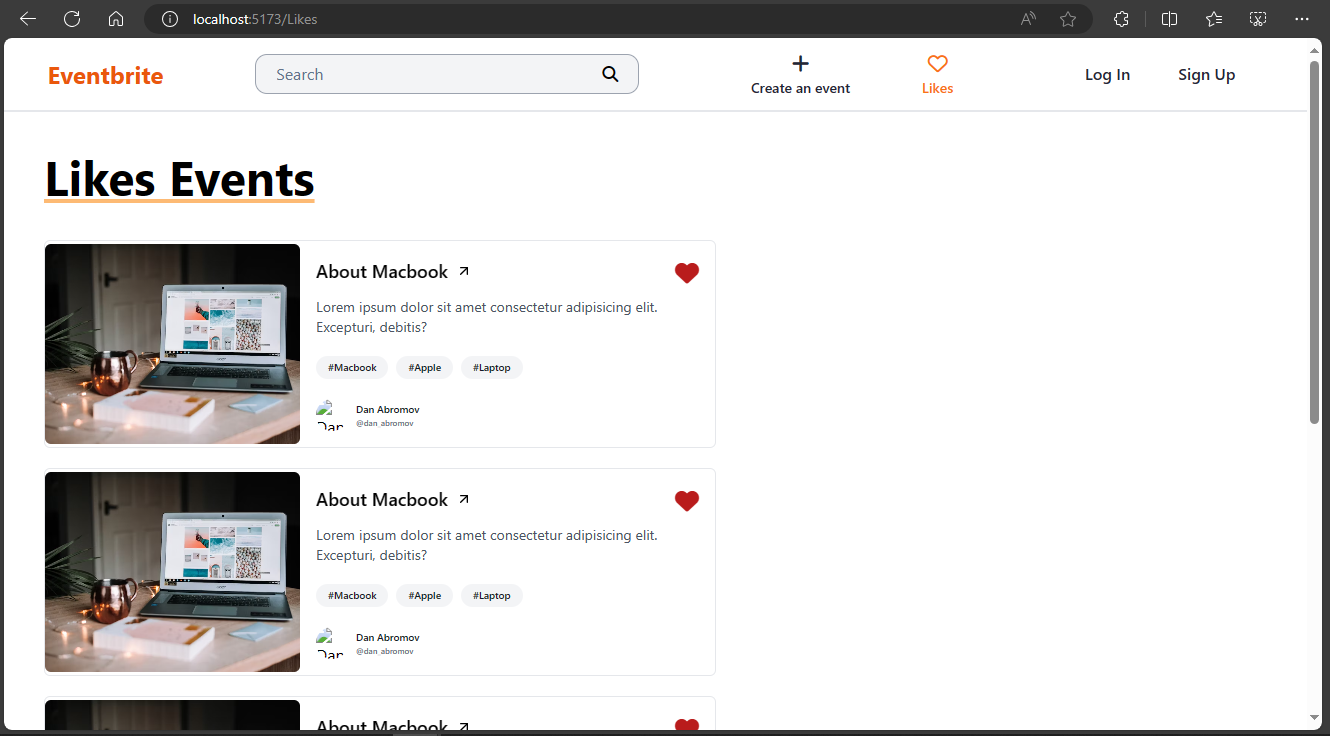 localhost:5173/Likes
Eventbrite
Search
Create an event
Likes
Log In
Sign Up
Likes Events
About Macbook
Lorem ipsum dolor sit amet consectetur adipisicing elit.
Excepturi, debitis?
#Macbook #Apple #Laptop
Dan
Dan Abromov
@dan_abromov
About Macbook
Lorem ipsum dolor sit amet consectetur adipisicing elit.
Excepturi, debitis?
#Macbook #Apple #Laptop
Dan
Dan Abromov
@dan_abromov
About Macbook